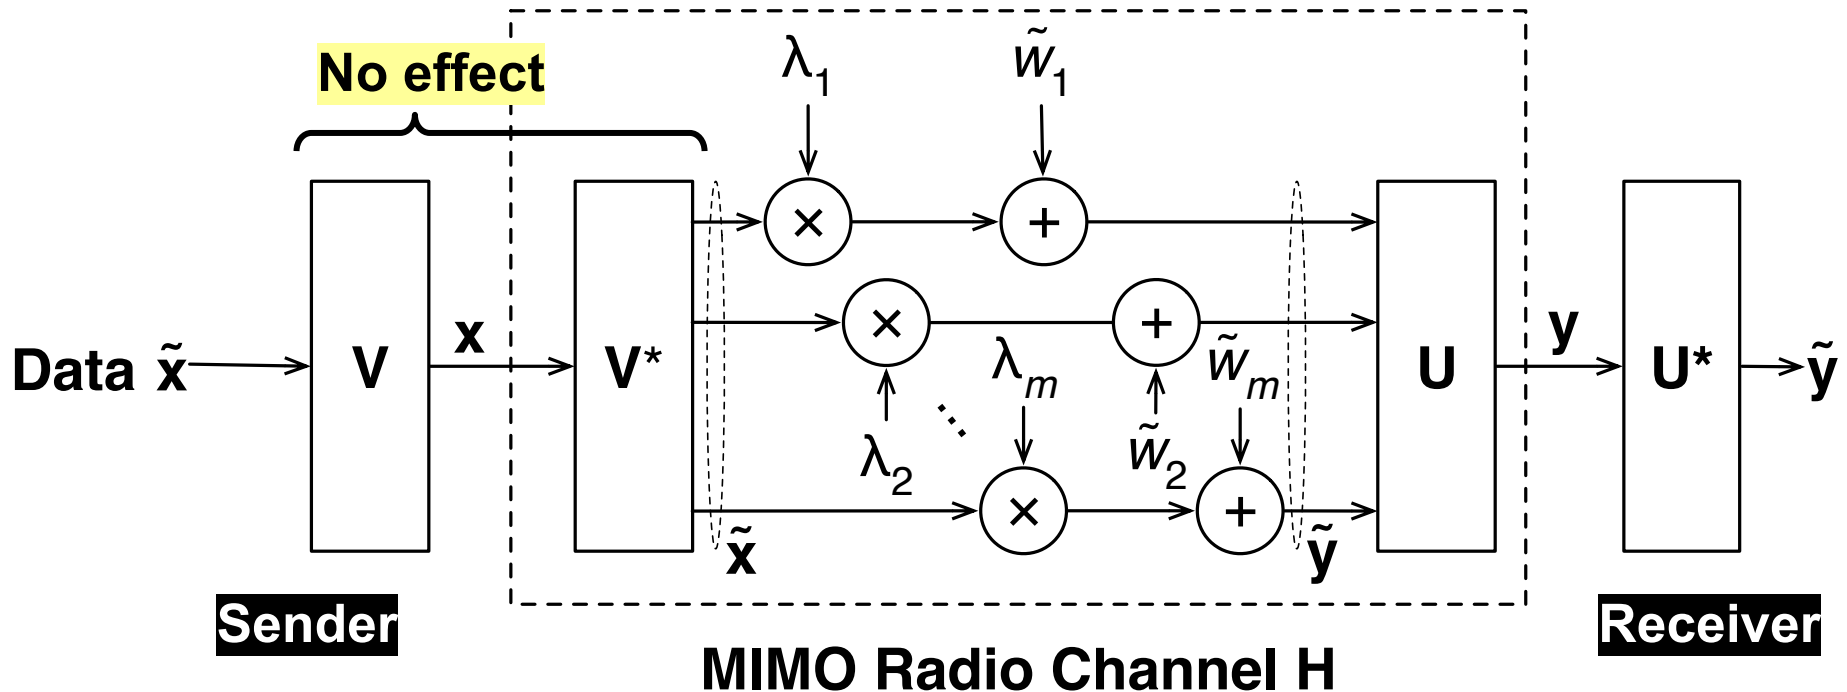 No effect
λ₁
w̃₁
Data x̃
V
x
V*
×
+
×
+
λ₂
⋱
λₘ
w̃₂
w̃ₘ
×
+
x̃
ỹ
U
y
U*
ỹ
Sender
MIMO Radio Channel H
Receiver